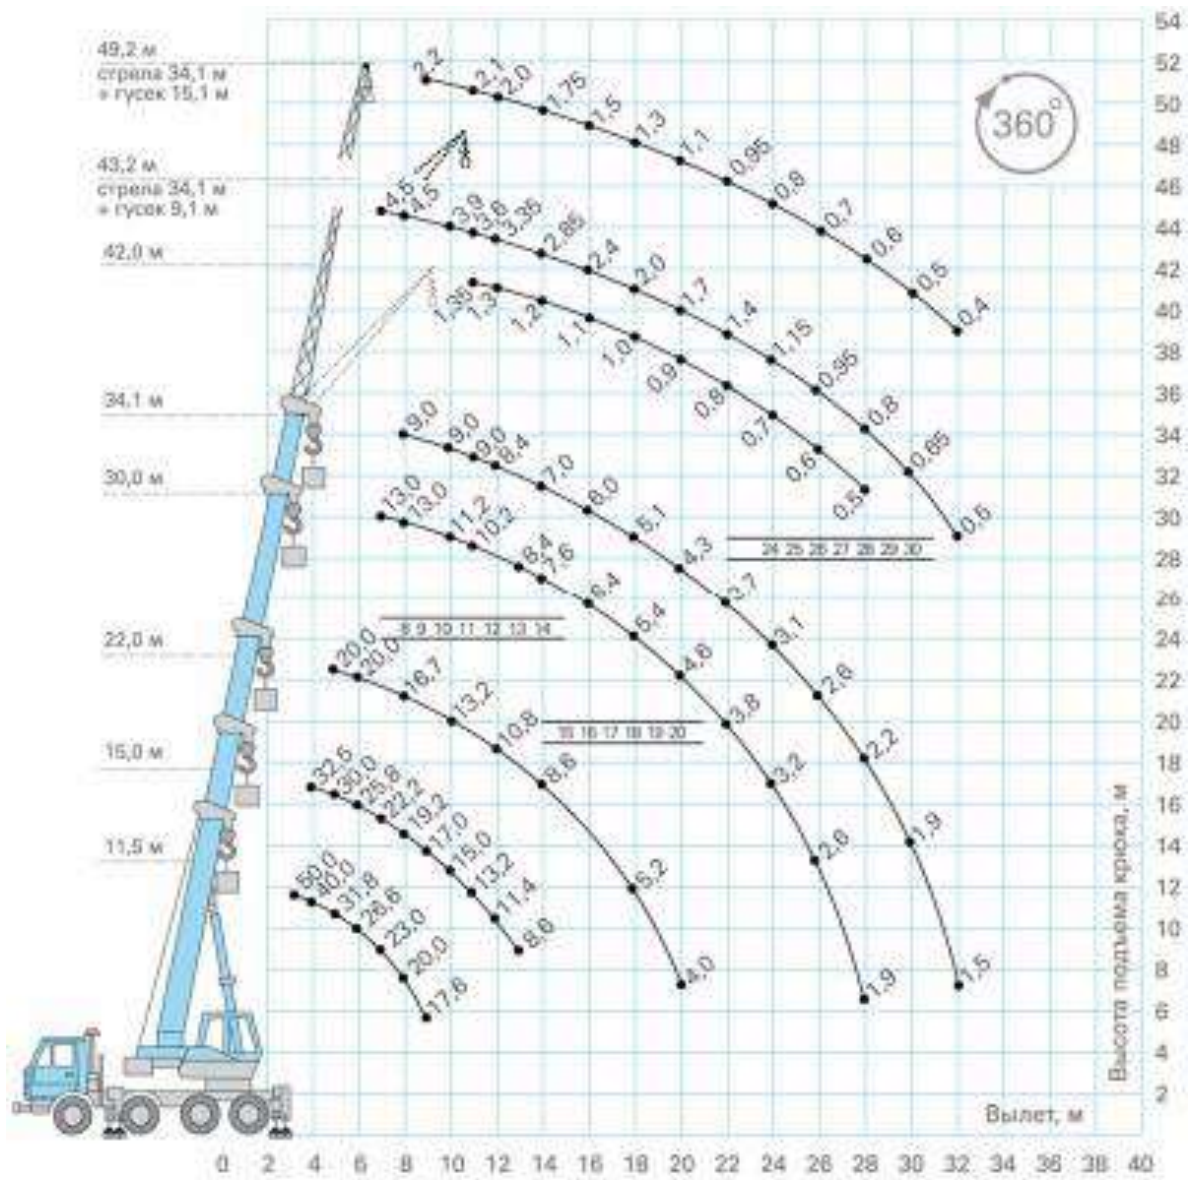 49,2 м
стрела 34,1 м
+ гусек 15,1 м
43,2 м
стрела 34,1 м
+ гусек 9,1 м
42,0 м
34,1 м
30,0 м
22,0 м
15,0 м
11,5 м
360°
2,2 2,1 2,0 1,75 1,5 1,3 1,1 0,95 0,8 0,7 0,6 0,5 0,4
4,5 3,9 3,6 3,35 2,85 2,4 2,0 1,7 1,4 1,15 0,95 0,8 0,65 0,5
1,35 1,3 1,2 1,1 1,0 0,9 0,8 0,7 0,6 0,5
9,0 9,0 9,0 8,4 7,0 6,0 5,1 4,3 3,7 3,1 2,6 2,2 1,9 1,5
13,0 13,0 11,2 10,2 8,4 7,6 6,4 5,4 4,6 3,8 3,2 2,6 1,9
24 25 26 27 28 29 30
8 9 10 11 12 13 14
20,0 20,0 16,7 13,2 10,8 8,6 5,2 4,0
15 16 17 18 19 20
32,5 30,0 25,8 22,2 19,2 17,0 15,0 13,2 11,4 8,6
50,0 40,0 31,8 26,6 23,0 20,0 17,6
54
52
50
48
46
44
42
40
38
36
34
32
30
28
26
24
22
20
18
16
14
12
10
8
6
4
2
Высота подъема крюка, м
Вылет, м
0 2 4 6 8 10 12 14 16 18 20 22 24 26 28 30 32 34 36 38 40